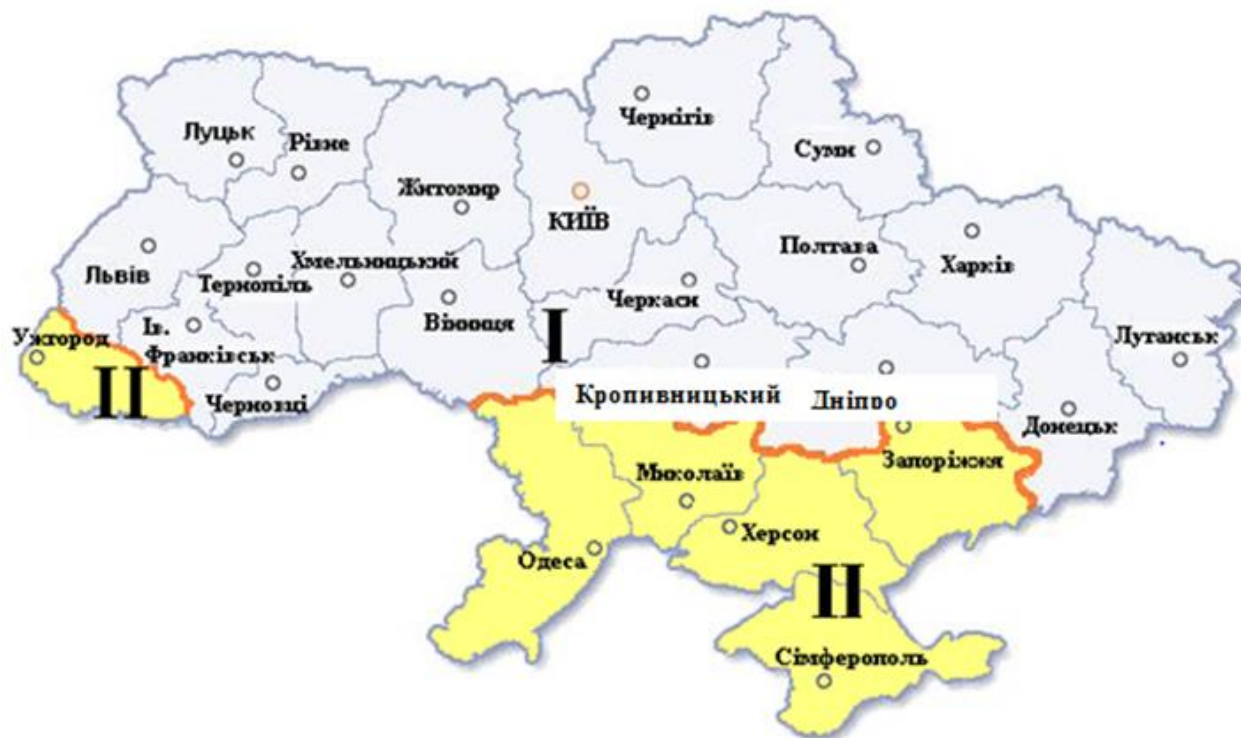 Чернігів
Луцьк
Рівне
Суми
Житомир
КИЇВ
Полтава
Харків
Львів
Тернопіль
Хмельницький
Черкаси
Вінниця
I
Ужгород
Ів.
Франківськ
Луганськ
II
Черновці
Кропивницький
Дніпро
Донецьк
Запоріжжя
Миколаїв
Херсон
Одеса
II
Сімферополь